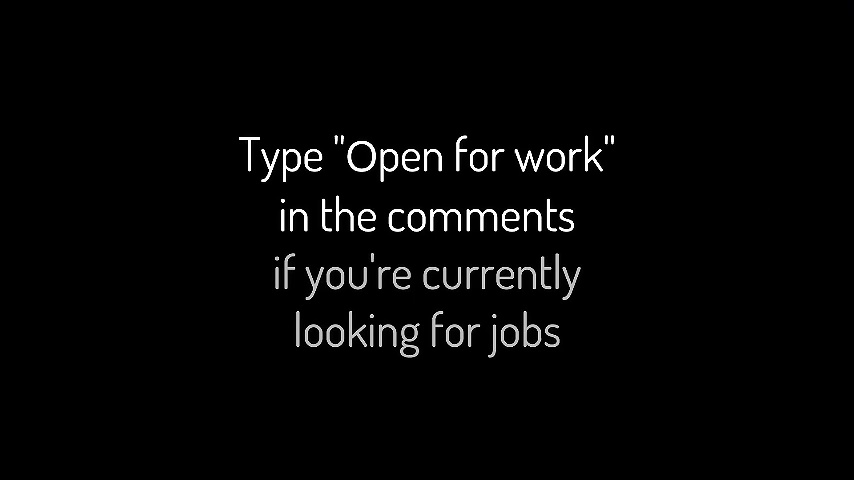 Type "Open for work"
in the comments
if you're currently
looking for jobs